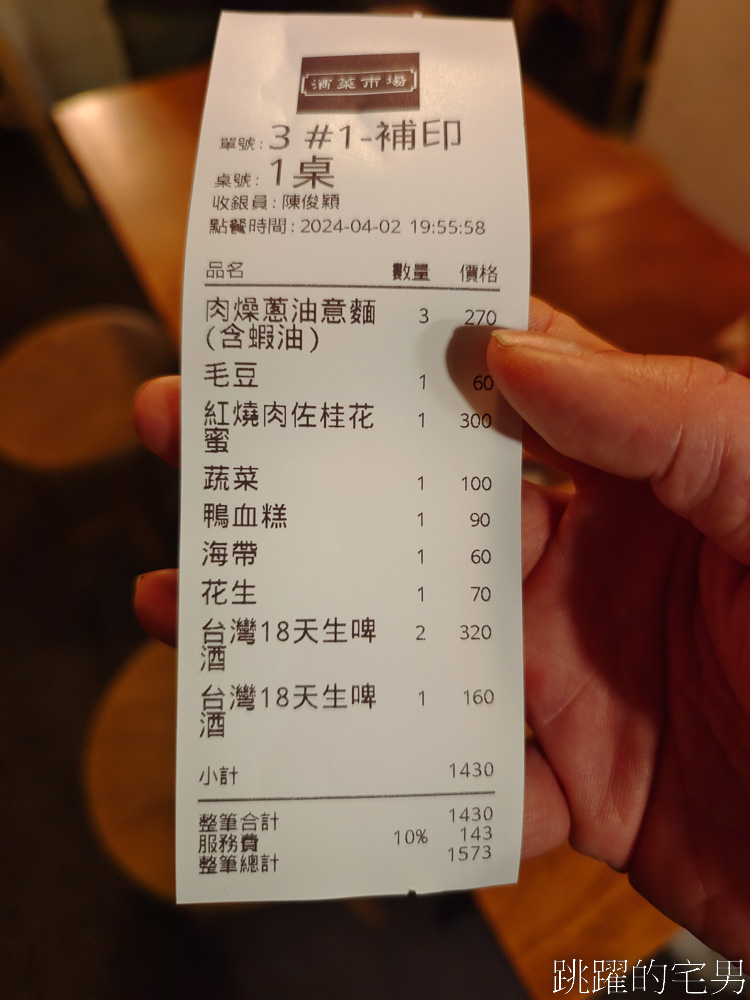 酒菜市場
單號: 3 #1-補印
桌號: 1桌
收銀員: 陳俊穎
點餐時間: 2024-04-02 19:55:58
品名 數量 價格
肉燥蔥油意麵 3 270
(含蝦油)
毛豆 1 60
紅燒肉佐桂花 1 300
蜜
蔬菜 1 100
鴨血糕 1 90
海帶 1 60
花生 1 70
台灣18天生啤 2 320
酒
台灣18天生啤 1 160
酒
小計 1430
整筆合計 1430
服務費 10% 143
整筆總計 1573
跳躍的宅男